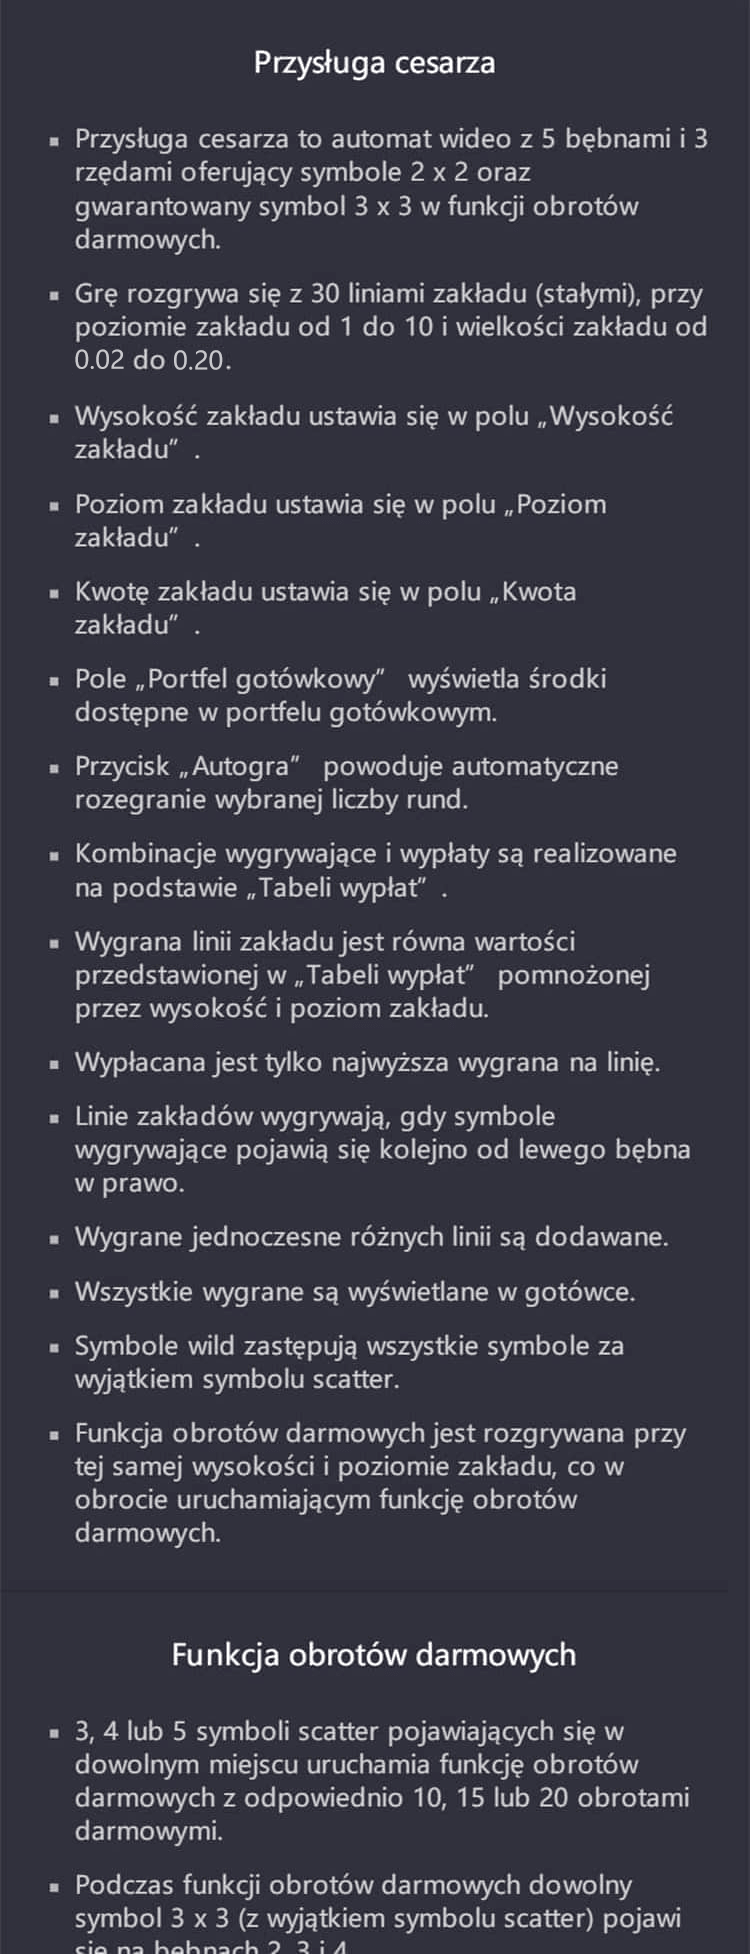 Przysługa cesarza
▪ Przysługa cesarza to automat wideo z 5 bębnami i 3
rzędami oferujący symbole 2 x 2 oraz
gwarantowany symbol 3 x 3 w funkcji obrotów
darmowych.
▪ Grę rozgrywa się z 30 liniami zakładu (stałymi), przy
poziomie zakładu od 1 do 10 i wielkości zakładu od
0.02 do 0.20.
▪ Wysokość zakładu ustawia się w polu „Wysokość
zakładu” .
▪ Poziom zakładu ustawia się w polu „Poziom
zakładu” .
▪ Kwotę zakładu ustawia się w polu „Kwota
zakładu” .
▪ Pole „Portfel gotówkowy” wyświetla środki
dostępne w portfelu gotówkowym.
▪ Przycisk „Autogra” powoduje automatyczne
rozegranie wybranej liczby rund.
▪ Kombinacje wygrywające i wypłaty są realizowane
na podstawie „Tabeli wypłat” .
▪ Wygrana linii zakładu jest równa wartości
przedstawionej w „Tabeli wypłat” pomnożonej
przez wysokość i poziom zakładu.
▪ Wypłacana jest tylko najwyższa wygrana na linię.
▪ Linie zakładów wygrywają, gdy symbole
wygrywające pojawią się kolejno od lewego bębna
w prawo.
▪ Wygrane jednoczesne różnych linii są dodawane.
▪ Wszystkie wygrane są wyświetlane w gotówce.
▪ Symbole wild zastępują wszystkie symbole za
wyjątkiem symbolu scatter.
▪ Funkcja obrotów darmowych jest rozgrywana przy
tej samej wysokości i poziomie zakładu, co w
obrocie uruchamiającym funkcję obrotów
darmowych.
Funkcja obrotów darmowych
▪ 3, 4 lub 5 symboli scatter pojawiających się w
dowolnym miejscu uruchamia funkcję obrotów
darmowych z odpowiednio 10, 15 lub 20 obrotami
darmowymi.
▪ Podczas funkcji obrotów darmowych dowolny
symbol 3 x 3 (z wyjątkiem symbolu scatter) pojawi
się na bębnach 2, 3 i 4.